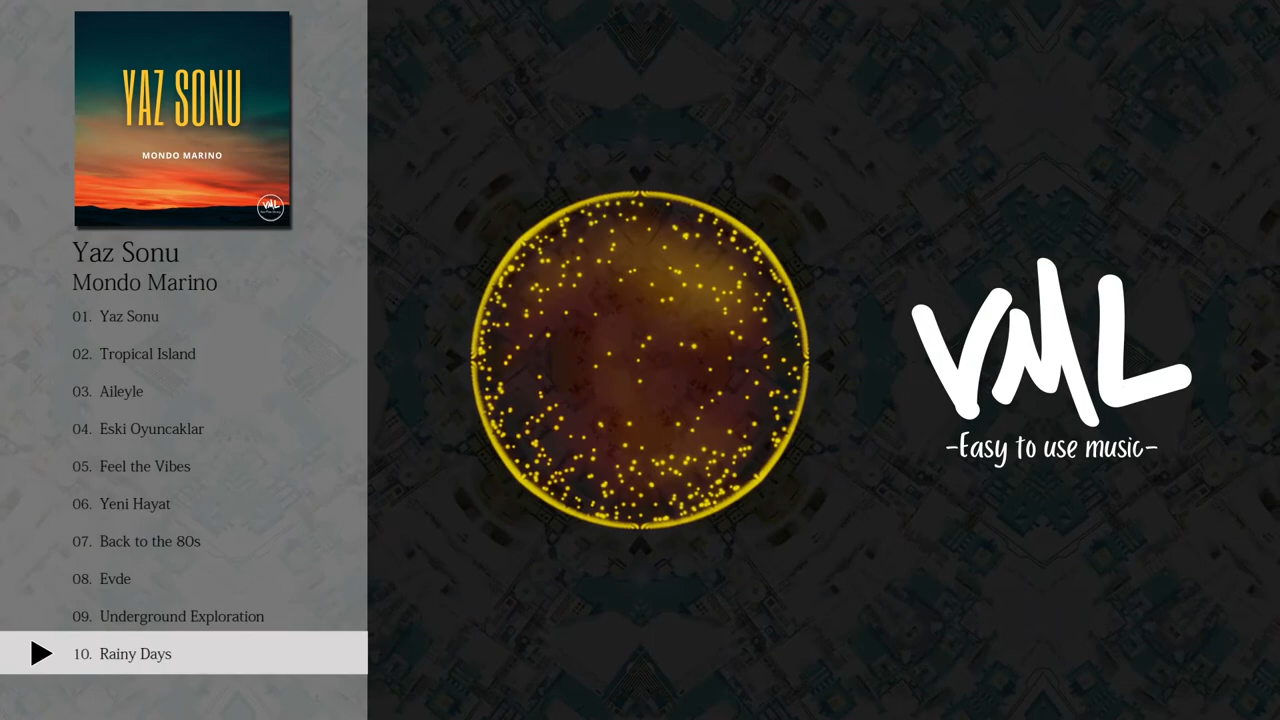 YAZ SONU
MONDO MARINO
VML
Yaz Sonu
Mondo Marino
01. Yaz Sonu
02. Tropical Island
03. Aileyle
04. Eski Oyuncaklar
05. Feel the Vibes
06. Yeni Hayat
07. Back to the 80s
08. Evde
09. Underground Exploration
10. Rainy Days
VML
-Easy to use music-